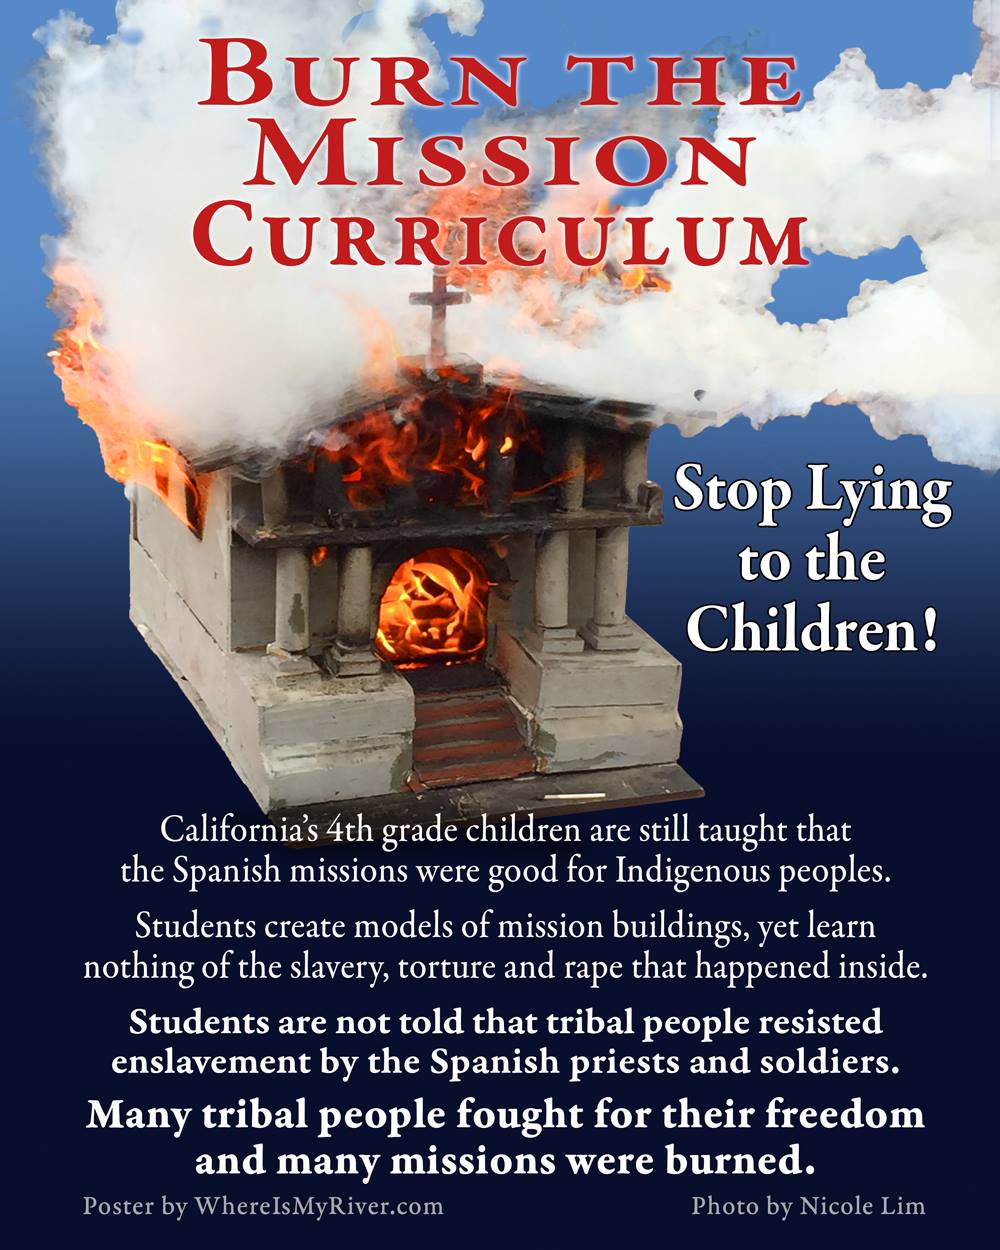 Burn the
Mission
Curriculum
Stop Lying
to the
Children!
California’s 4th grade children are still taught that
the Spanish missions were good for Indigenous peoples.
Students create models of mission buildings, yet learn
nothing of the slavery, torture and rape that happened inside.
Students are not told that tribal people resisted
enslavement by the Spanish priests and soldiers.
Many tribal people fought for their freedom
and many missions were burned.
Poster by WhereIsMyRiver.com
Photo by Nicole Lim